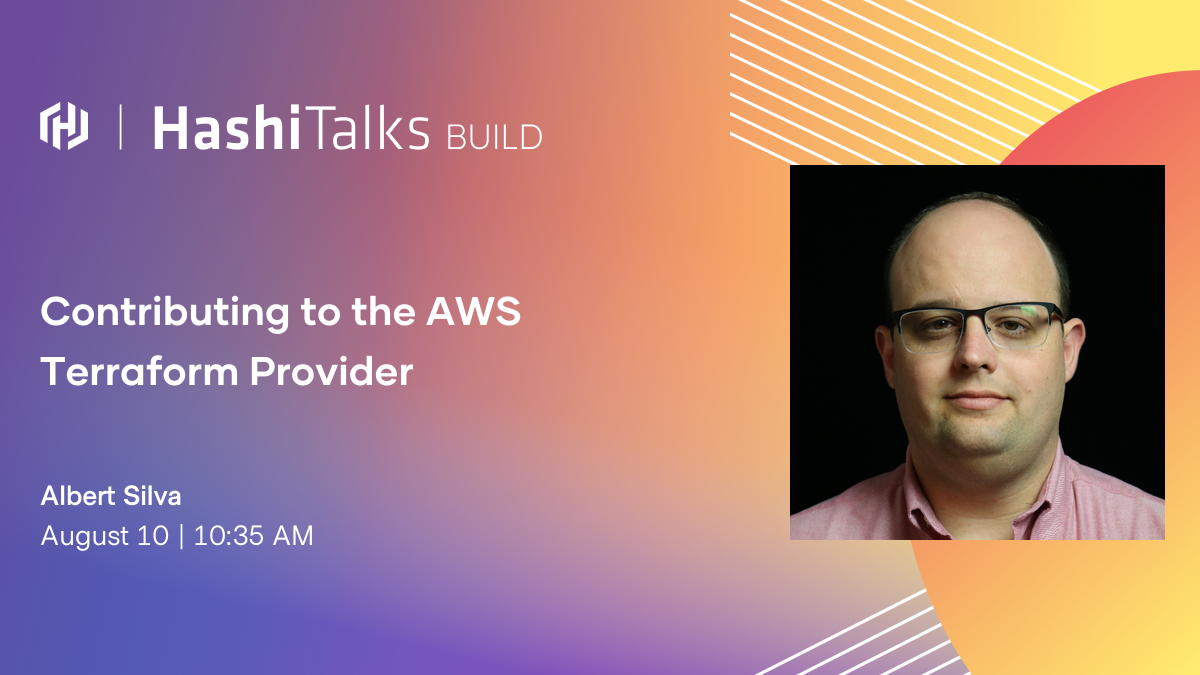 HashiTalks BUILD
Contributing to the AWS
Terraform Provider
Albert Silva
August 10 | 10:35 AM